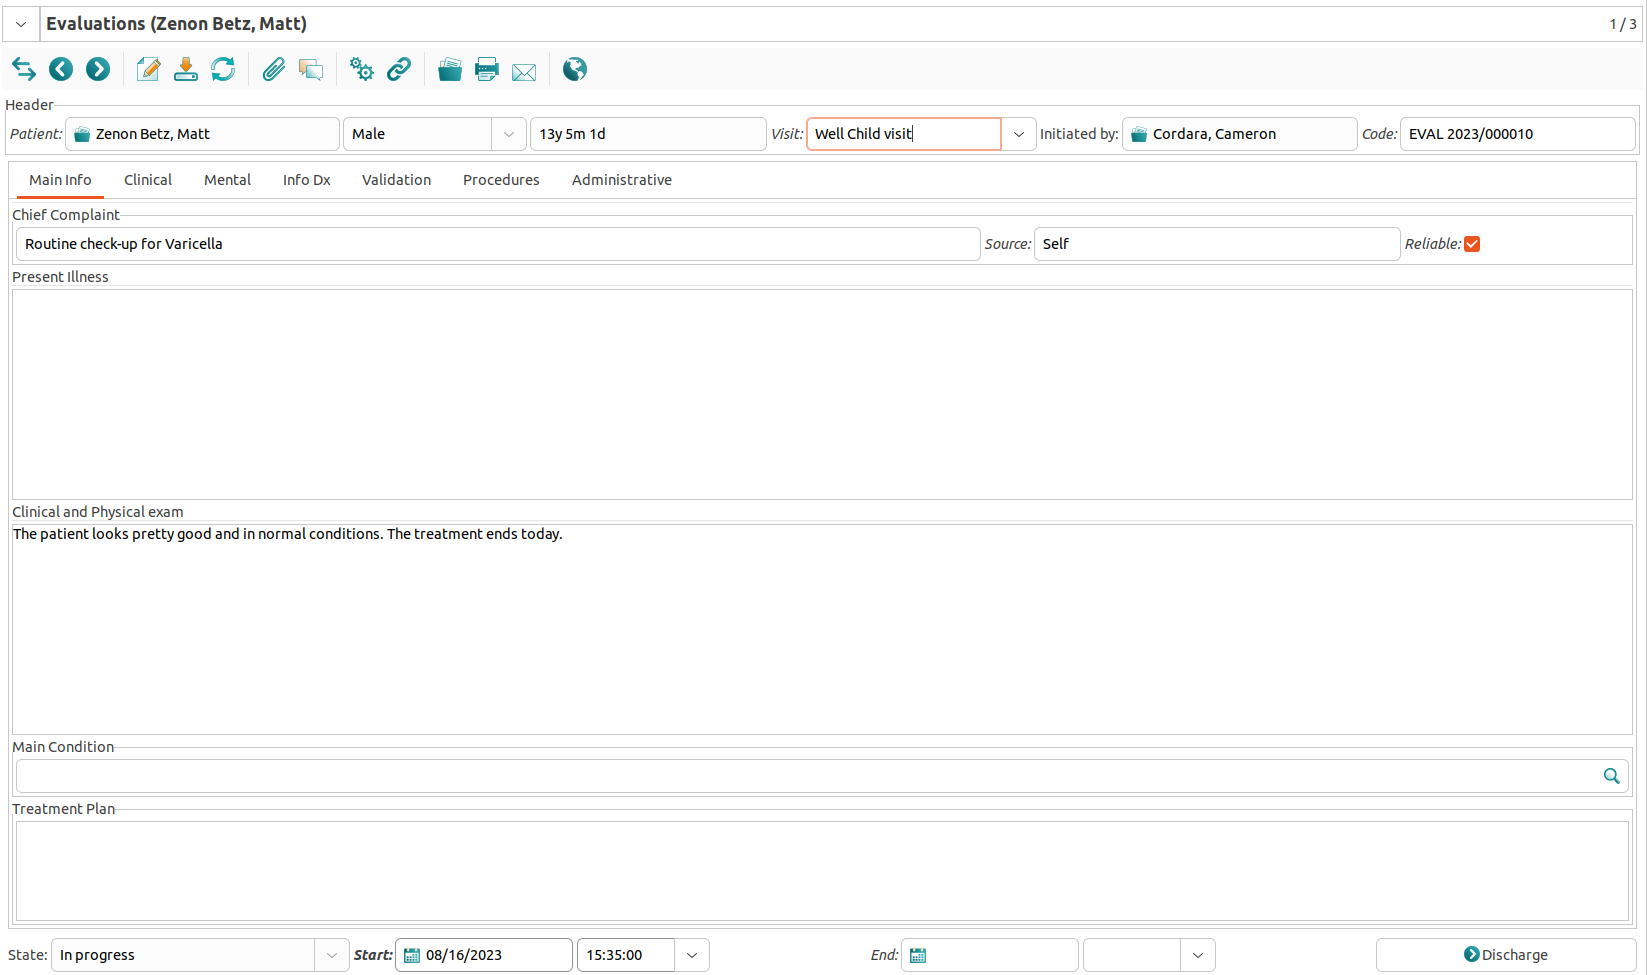 Evaluations (Zenon Betz, Matt) 1 / 3
Header
Patient: Zenon Betz, Matt Male 13y 5m 1d Visit: Well Child visit Initiated by: Cordara, Cameron Code: EVAL 2023/000010
Main Info Clinical Mental Info Dx Validation Procedures Administrative
Chief Complaint
Routine check-up for Varicella Source: Self Reliable:
Present Illness
Clinical and Physical exam
The patient looks pretty good and in normal conditions. The treatment ends today.
Main Condition
Treatment Plan
State: In progress Start: 08/16/2023 15:35:00 End: Discharge